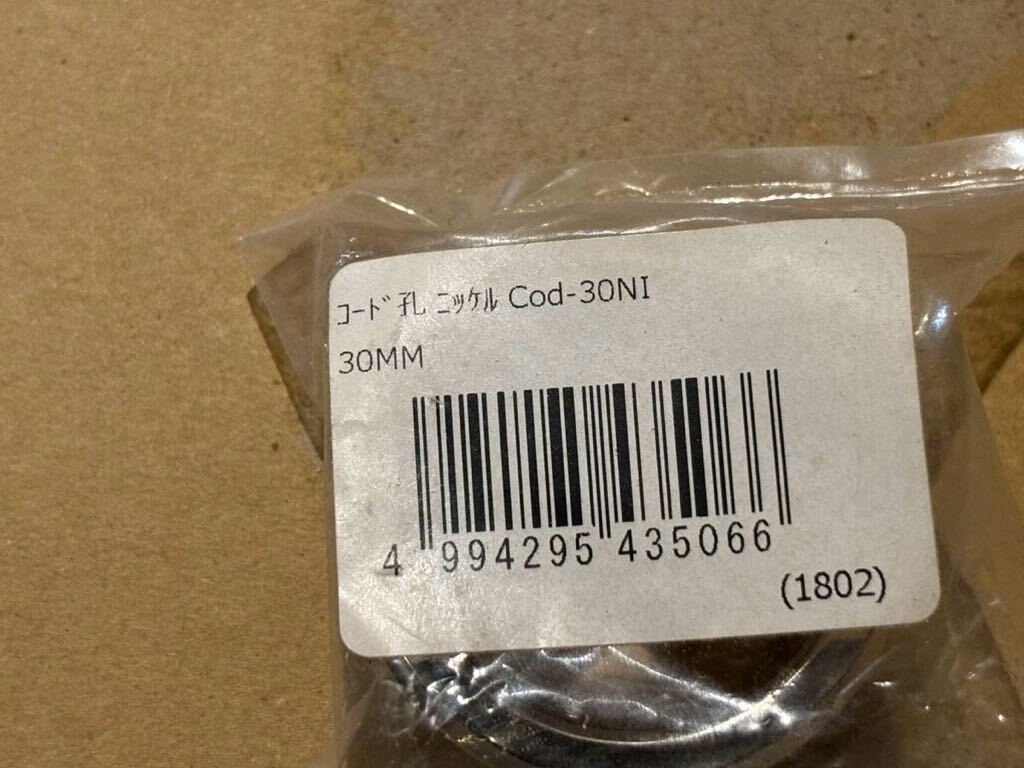 ｺｰﾄﾞ孔 ﾆｯｹﾙ Cod-30NI
30MM
4 994295 435066
(1802)